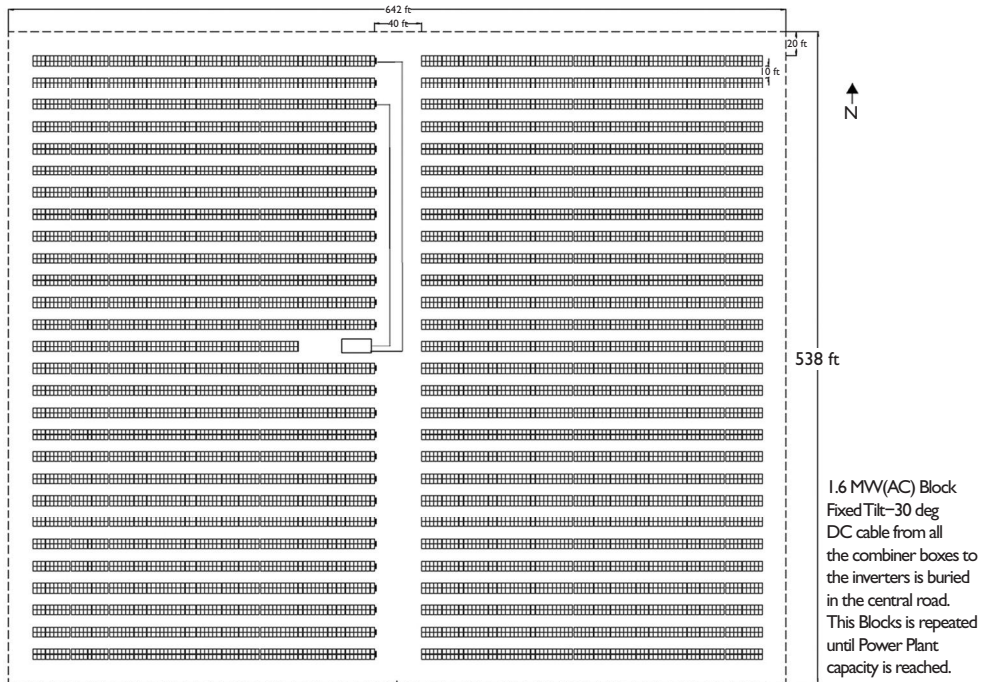 642 ft
40 ft
20 ft
10 ft
N
538 ft
1.6 MW(AC) Block
Fixed Tilt–30 deg
DC cable from all
the combiner boxes to
the inverters is buried
in the central road.
This Blocks is repeated
until Power Plant
capacity is reached.